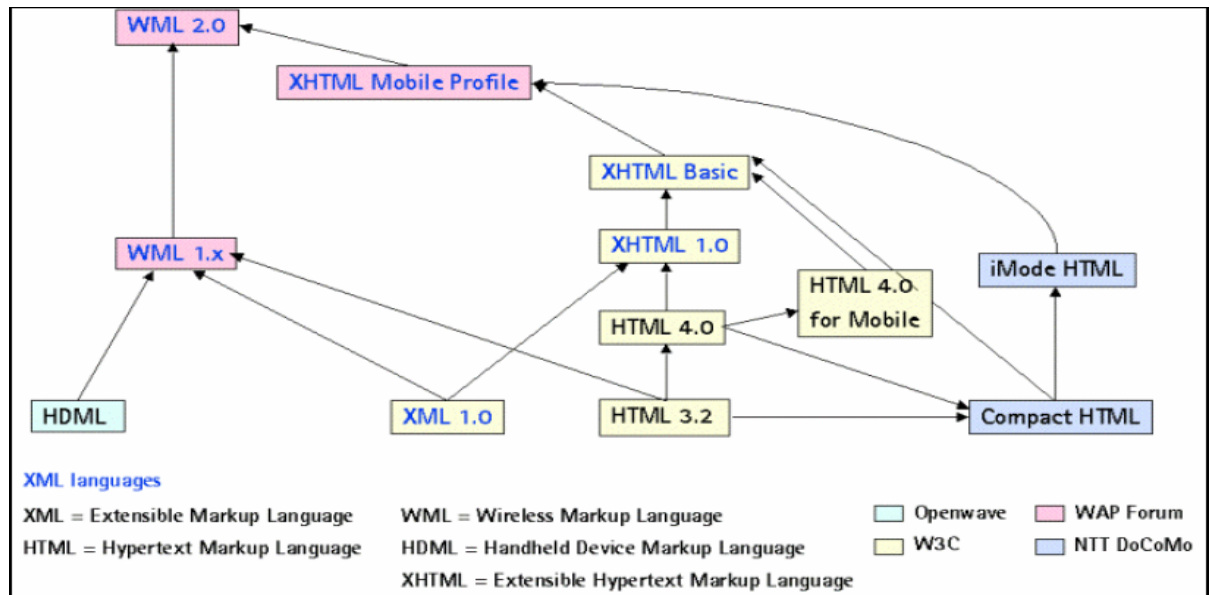 WML 2.0
XHTML Mobile Profile
XHTML Basic
WML 1.x
XHTML 1.0
iMode HTML
HTML 4.0
for Mobile
HTML 4.0
HDML
XML 1.0
HTML 3.2
Compact HTML
XML languages
XML = Extensible Markup Language
HTML = Hypertext Markup Language
WML = Wireless Markup Language
HDML = Handheld Device Markup Language
XHTML = Extensible Hypertext Markup Language
Openwave
WAP Forum
W3C
NTT DoCoMo